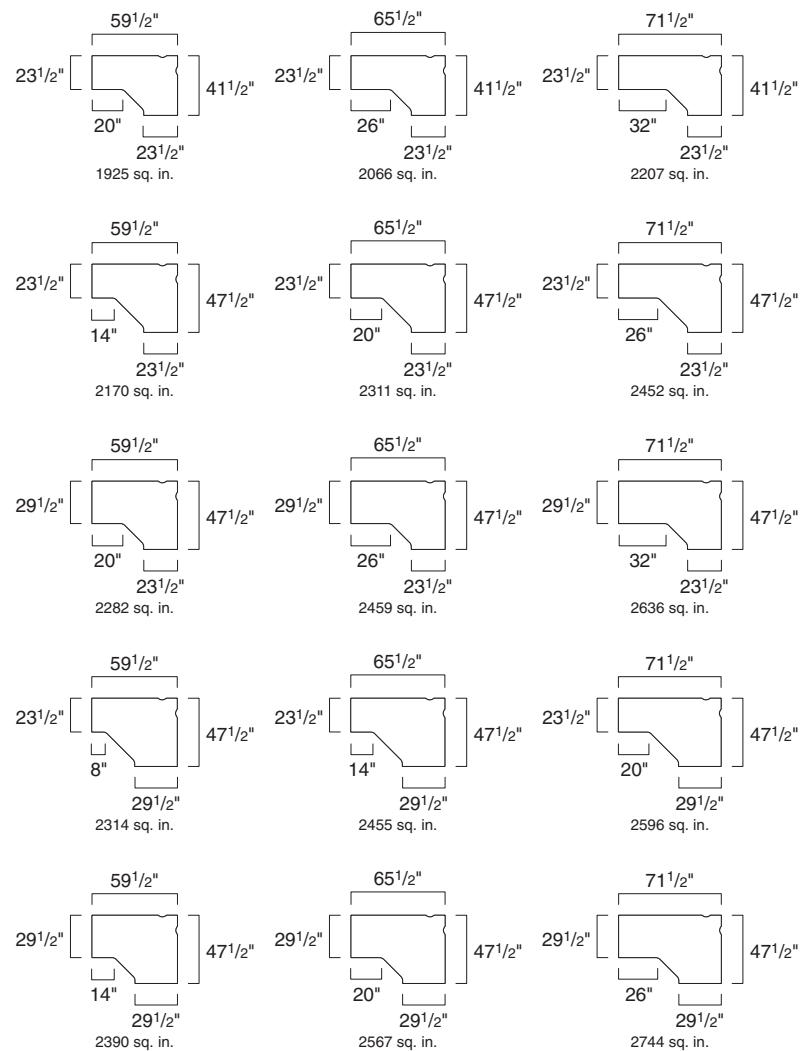 59 1/2" 65 1/2" 71 1/2"
23 1/2" 41 1/2" 23 1/2" 41 1/2" 23 1/2" 41 1/2"
20" 26" 32"
23 1/2" 23 1/2" 23 1/2"
1925 sq. in. 2066 sq. in. 2207 sq. in.
59 1/2" 65 1/2" 71 1/2"
23 1/2" 47 1/2" 23 1/2" 47 1/2" 23 1/2" 47 1/2"
14" 20" 26"
23 1/2" 23 1/2" 23 1/2"
2170 sq. in. 2311 sq. in. 2452 sq. in.
59 1/2" 65 1/2" 71 1/2"
29 1/2" 47 1/2" 29 1/2" 47 1/2" 29 1/2" 47 1/2"
20" 26" 32"
23 1/2" 23 1/2" 23 1/2"
2282 sq. in. 2459 sq. in. 2636 sq. in.
59 1/2" 65 1/2" 71 1/2"
23 1/2" 47 1/2" 23 1/2" 47 1/2" 23 1/2" 47 1/2"
8" 14" 20"
29 1/2" 29 1/2" 29 1/2"
2314 sq. in. 2455 sq. in. 2596 sq. in.
59 1/2" 65 1/2" 71 1/2"
29 1/2" 47 1/2" 29 1/2" 47 1/2" 29 1/2" 47 1/2"
14" 20" 26"
29 1/2" 29 1/2" 29 1/2"
2390 sq. in. 2567 sq. in. 2744 sq. in.